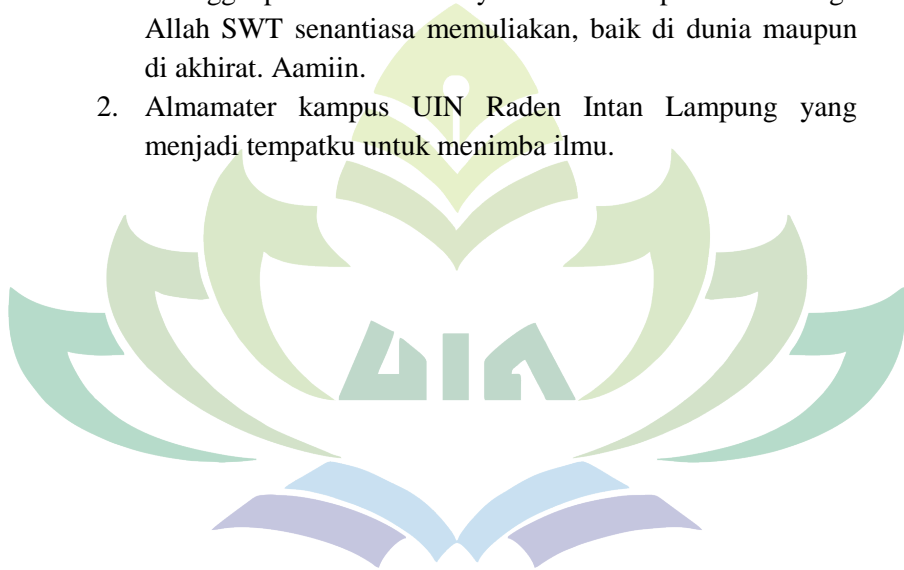 Allah SWT senantiasa memuliakan, baik di dunia maupun
di akhirat. Aamiin.
2. Almamater kampus UIN Raden Intan Lampung yang
menjadi tempatku untuk menimba ilmu.
UIN